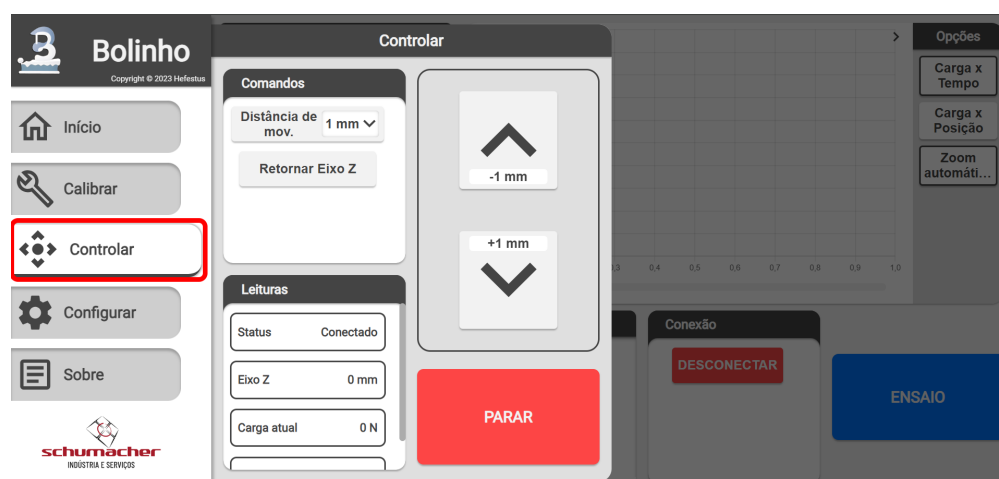 Bolinho
Copyright © 2023 Hefestus
Início
Calibrar
Controlar
Configurar
Sobre
schumacher
INDÚSTRIA E SERVIÇOS
Controlar
Comandos
Distância de
mov.
1 mm
Retornar Eixo Z
Leituras
Status Conectado
Eixo Z 0 mm
Carga atual 0 N
-1 mm
+1 mm
PARAR
0,4 0,5 0,6 0,7 0,8 0,9 1,0
Opções
Carga x
Tempo
Carga x
Posição
Zoom
automáti...
Conexão
DESCONECTAR
ENSAIO